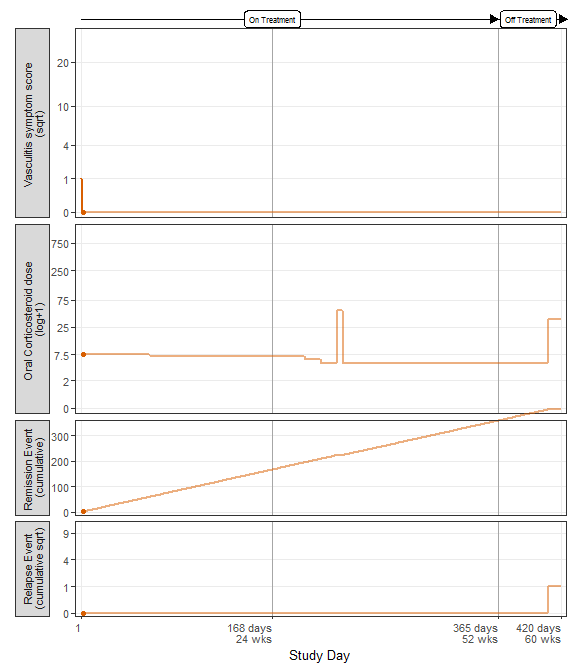 On Treatment
Off Treatment
Vasculitis symptom score
(sqrt)
20
10
4
1
0
Oral Corticosteroid dose
(log+1)
750
250
75
25
7.5
2
0
Remission Event
(cumulative)
300
200
100
0
Relapse Event
(cumulative sqrt)
9
4
1
0
1
168 days
24 wks
365 days
52 wks
420 days
60 wks
Study Day